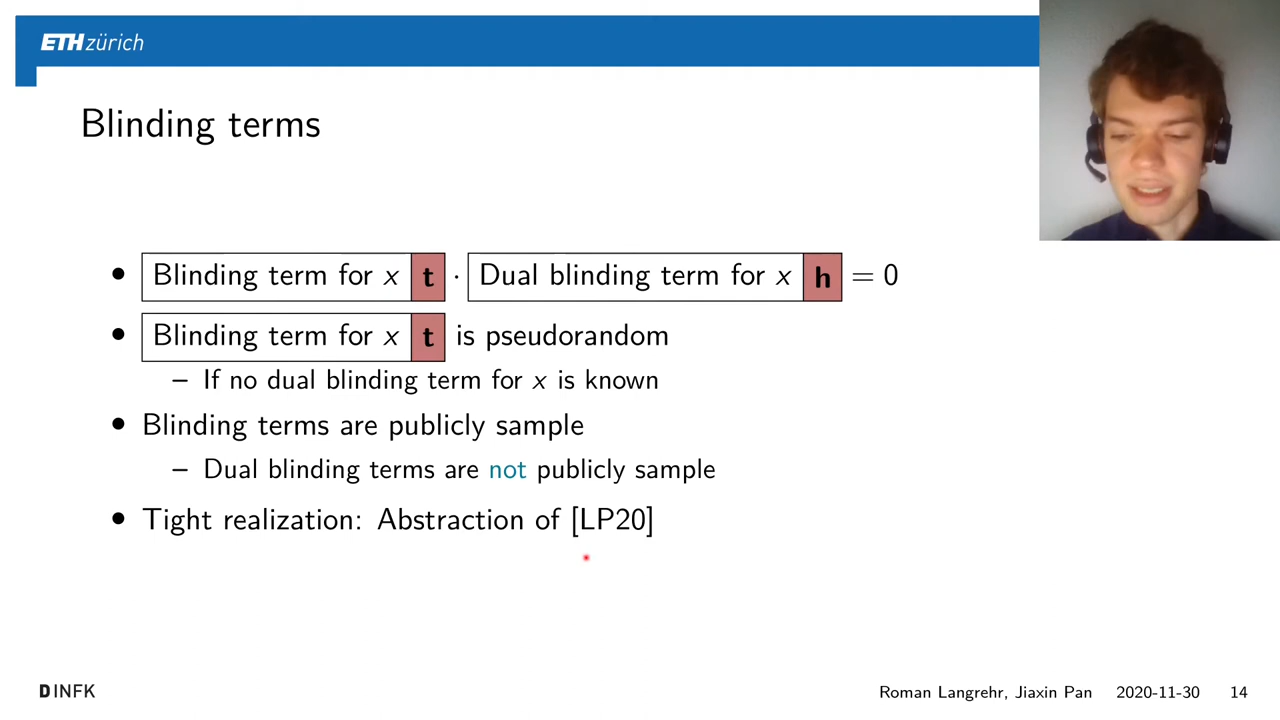 ETH zürich
Blinding terms
• Blinding term for x t · Dual blinding term for x h = 0
• Blinding term for x t is pseudorandom
– If no dual blinding term for x is known
• Blinding terms are publicly sample
– Dual blinding terms are not publicly sample
• Tight realization: Abstraction of [LP20]
D INFK
Roman Langrehr, Jiaxin Pan 2020-11-30 14